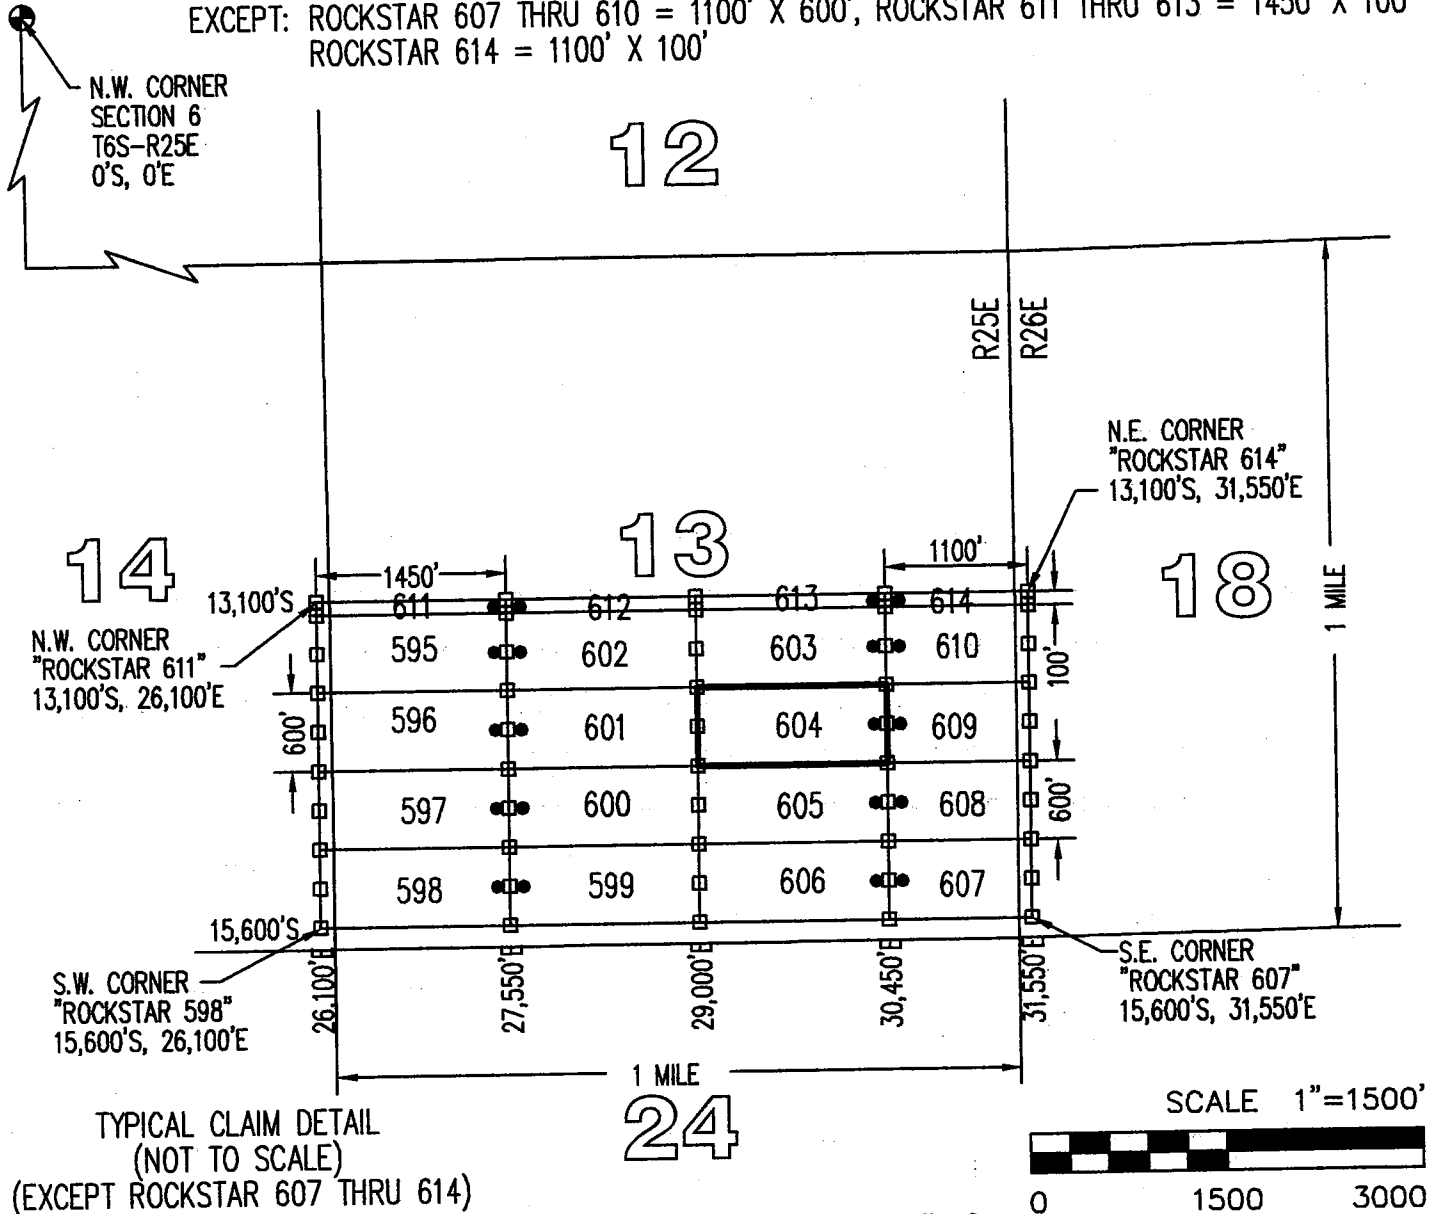 EXCEPT: ROCKSTAR 607 THRU 610 = 1100' X 600', ROCKSTAR 611 THRU 613 = 1450' X 100'
ROCKSTAR 614 = 1100' X 100'
N.W. CORNER
SECTION 6
T6S-R25E
0'S, 0'E
12
R25E
R26E
N.E. CORNER
"ROCKSTAR 614"
13,100'S, 31,550'E
14
13
18
1450'
1100'
1 MILE
13,100'S
611
612
613
614
N.W. CORNER
"ROCKSTAR 611"
13,100'S, 26,100'E
595
602
603
610
100'
600'
596
601
604
609
597
600
605
608
600'
598
599
606
607
15,600'S
S.W. CORNER
"ROCKSTAR 598"
15,600'S, 26,100'E
26,100'E
27,550'E
29,000'E
30,450'E
31,550'E
S.E. CORNER
"ROCKSTAR 607"
15,600'S, 31,550'E
1 MILE
24
TYPICAL CLAIM DETAIL
(NOT TO SCALE)
(EXCEPT ROCKSTAR 607 THRU 614)
SCALE 1"=1500'
0 1500 3000